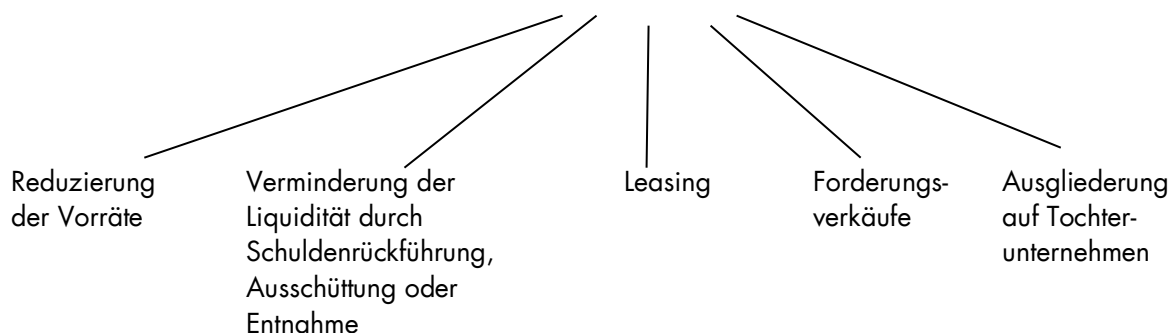 Reduzierung
der Vorräte
Verminderung der
Liquidität durch
Schuldenrückführung,
Ausschüttung oder
Entnahme
Leasing
Forderungs-
verkäufe
Ausgliederung
auf Tochter-
unternehmen